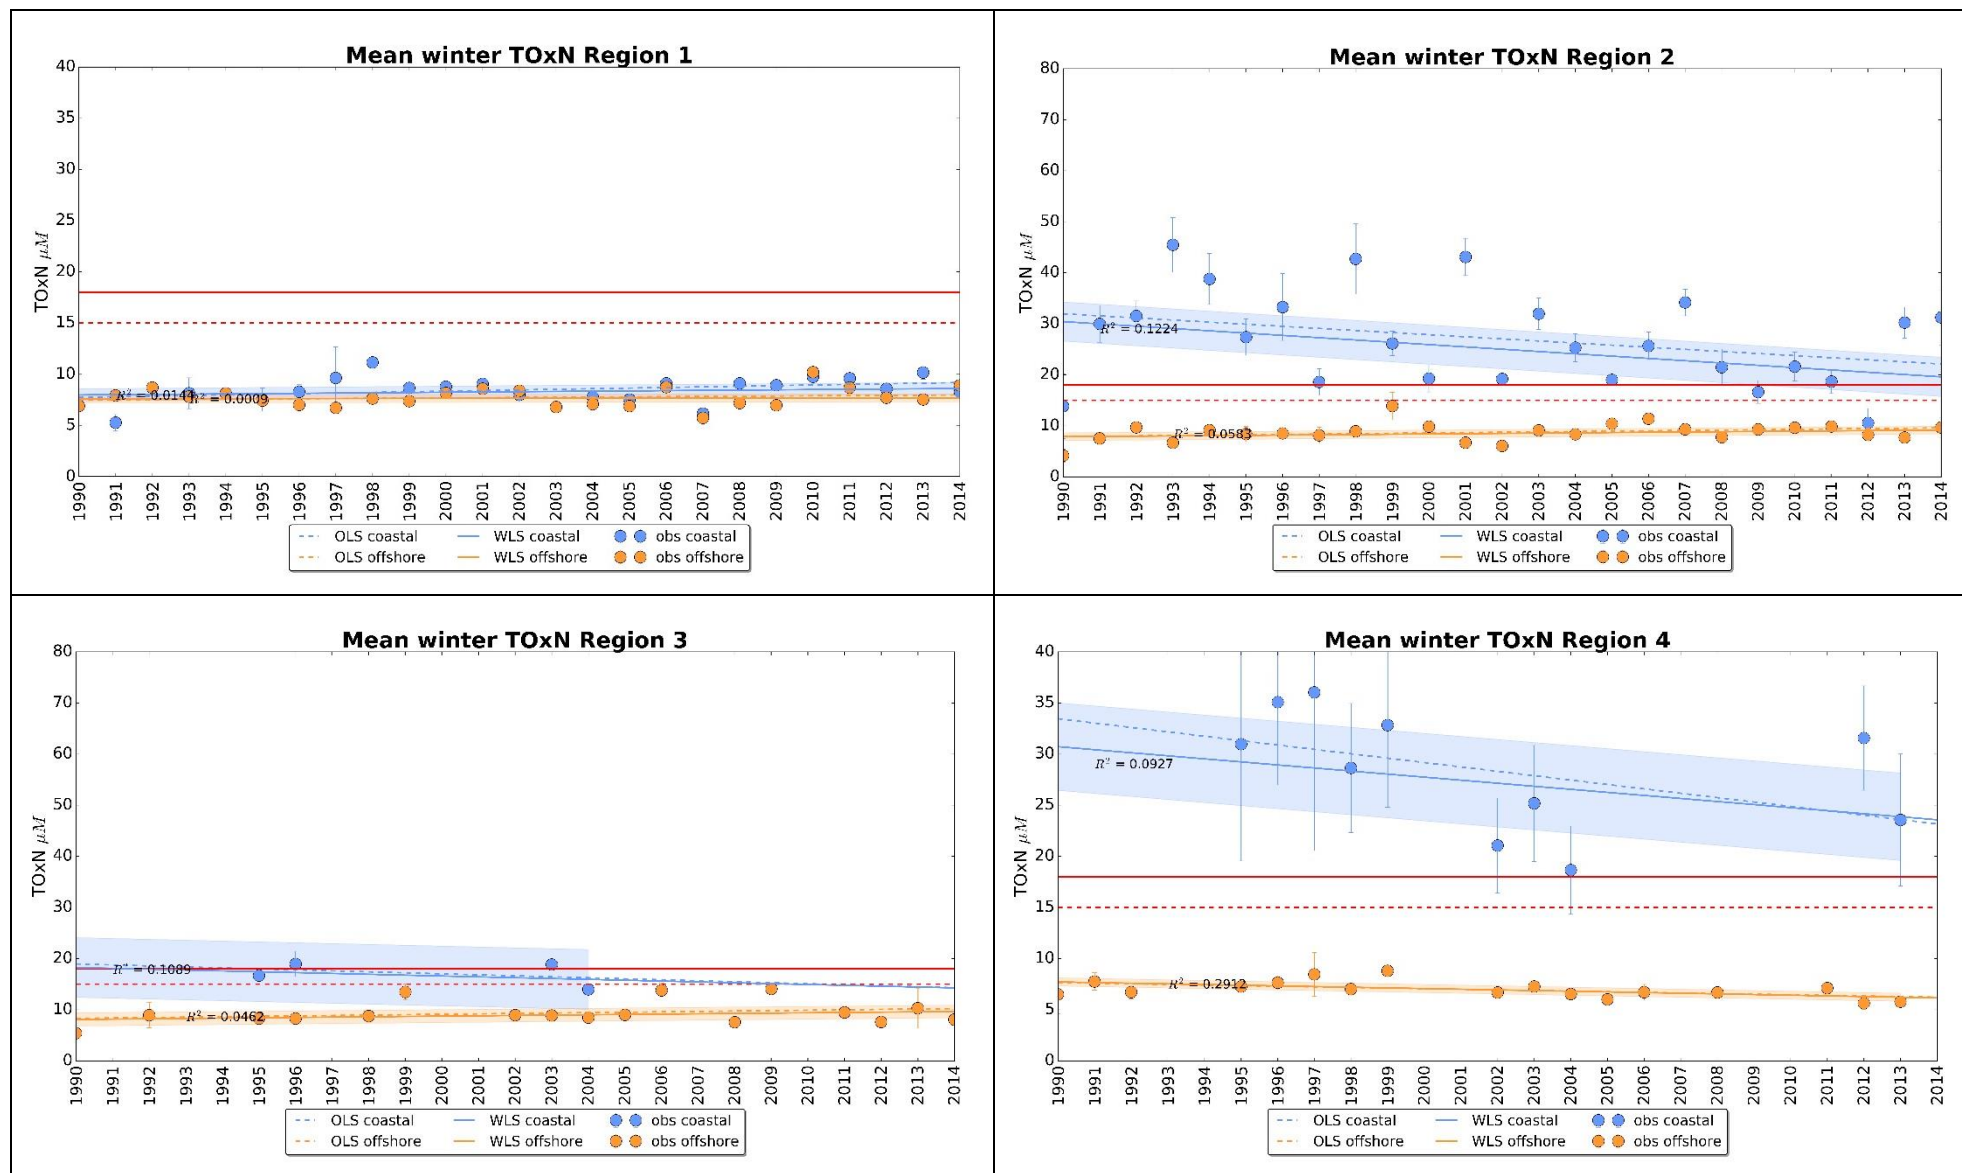 Mean winter TOxN Region 1
40
35
30
25
20
15
10
5
0
TOxN μM
R² = 0.0144
R² = 0.0009
1990 1991 1992 1993 1994 1995 1996 1997 1998 1999 2000 2001 2002 2003 2004 2005 2006 2007 2008 2009 2010 2011 2012 2013 2014
OLS coastal WLS coastal obs coastal
OLS offshore WLS offshore obs offshore
Mean winter TOxN Region 2
80
70
60
50
40
30
20
10
0
TOxN μM
R² = 0.1224
R² = 0.0583
1990 1991 1992 1993 1994 1995 1996 1997 1998 1999 2000 2001 2002 2003 2004 2005 2006 2007 2008 2009 2010 2011 2012 2013 2014
OLS coastal WLS coastal obs coastal
OLS offshore WLS offshore obs offshore
Mean winter TOxN Region 3
80
70
60
50
40
30
20
10
0
TOxN μM
R² = 0.1089
R² = 0.0462
1990 1991 1992 1993 1994 1995 1996 1997 1998 1999 2000 2001 2002 2003 2004 2005 2006 2007 2008 2009 2010 2011 2012 2013 2014
OLS coastal WLS coastal obs coastal
OLS offshore WLS offshore obs offshore
Mean winter TOxN Region 4
40
35
30
25
20
15
10
5
0
TOxN μM
R² = 0.0927
R² = 0.2912
1990 1991 1992 1993 1994 1995 1996 1997 1998 1999 2000 2001 2002 2003 2004 2005 2006 2007 2008 2009 2010 2011 2012 2013 2014
OLS coastal WLS coastal obs coastal
OLS offshore WLS offshore obs offshore